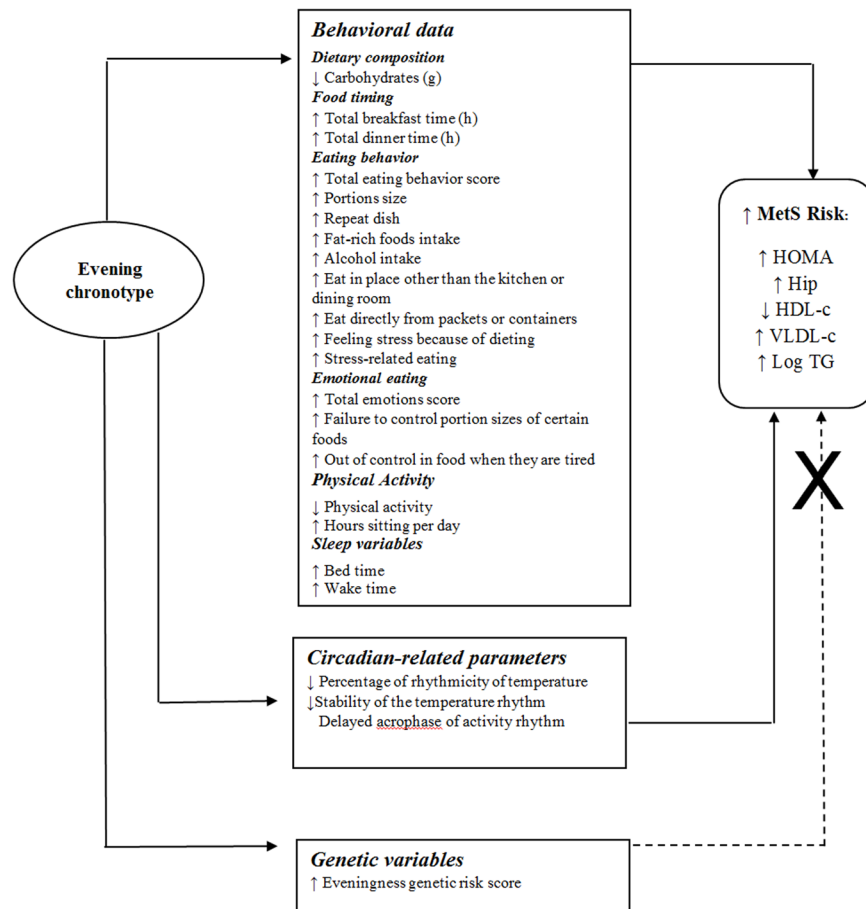 Behavioral data
Dietary composition
↓ Carbohydrates (g)
Food timing
↑ Total breakfast time (h)
↑ Total dinner time (h)
Eating behavior
↑ Total eating behavior score
↑ Portions size
↑ Repeat dish
↑ Fat-rich foods intake
↑ Alcohol intake
↑ Eat in place other than the kitchen or
dining room
↑ Eat directly from packets or containers
↑ Feeling stress because of dieting
↑ Stress-related eating
Emotional eating
↑ Total emotions score
↑ Failure to control portion sizes of certain
foods
↑ Out of control in food when they are tired
Physical Activity
↓ Physical activity
↑ Hours sitting per day
Sleep variables
↑ Bed time
↑ Wake time
Evening
chronotype
↑ MetS Risk:
↑ HOMA
↑ Hip
↓ HDL-c
↑ VLDL-c
↑ Log TG
X
Circadian-related parameters
↓ Percentage of rhythmicity of temperature
↓Stability of the temperature rhythm
Delayed acrophase of activity rhythm
Genetic variables
↑ Eveningness genetic risk score